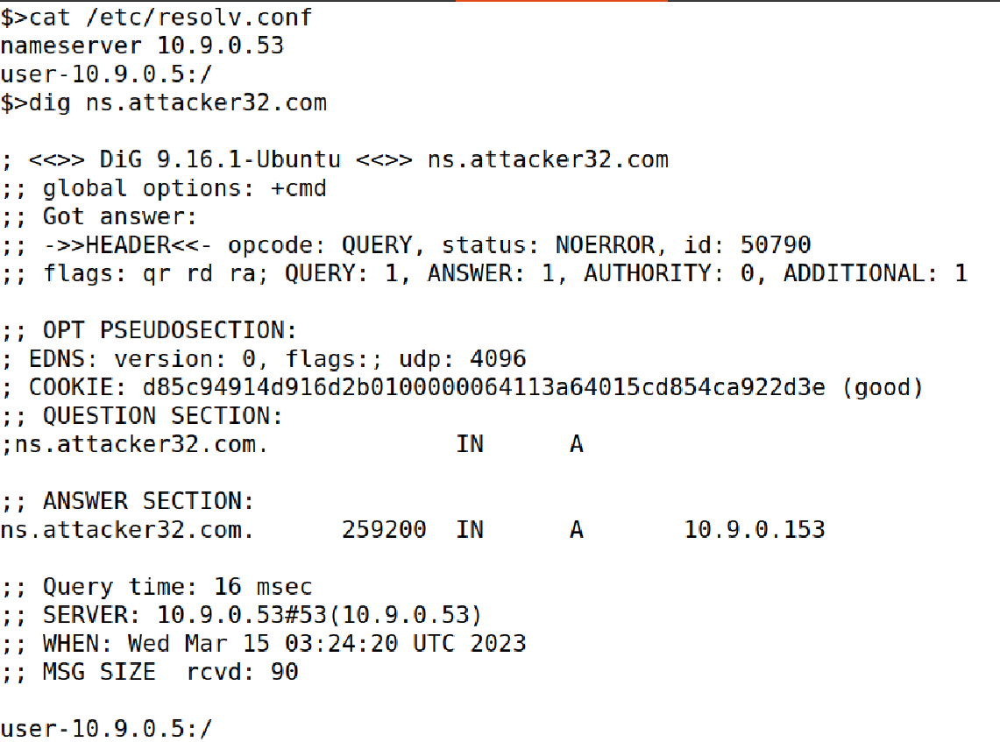 $>cat /etc/resolv.conf
nameserver 10.9.0.53
user-10.9.0.5:/
$>dig ns.attacker32.com
; <<>> DiG 9.16.1-Ubuntu <<>> ns.attacker32.com
;; global options: +cmd
;; Got answer:
;; ->>HEADER<<- opcode: QUERY, status: NOERROR, id: 50790
;; flags: qr rd ra; QUERY: 1, ANSWER: 1, AUTHORITY: 0, ADDITIONAL: 1
;; OPT PSEUDOSECTION:
; EDNS: version: 0, flags:; udp: 4096
; COOKIE: d85c94914d916d2b0100000064113a64015cd854ca922d3e (good)
;; QUESTION SECTION:
;ns.attacker32.com. IN A
;; ANSWER SECTION:
ns.attacker32.com. 259200 IN A 10.9.0.153
;; Query time: 16 msec
;; SERVER: 10.9.0.53#53(10.9.0.53)
;; WHEN: Wed Mar 15 03:24:20 UTC 2023
;; MSG SIZE  rcvd: 90
user-10.9.0.5:/